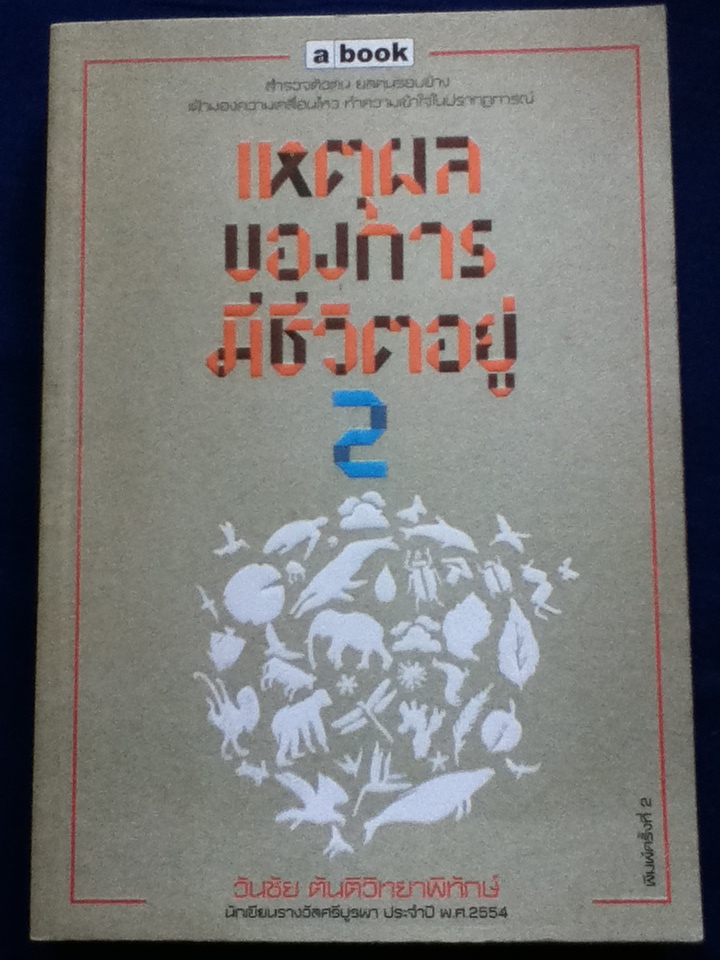 a book
สำรวจตัวตน ยลคนรอบข้าง
เฝ้ามองความเคลื่อนไหว ทำความเข้าใจในปรากฏการณ์
เหตุผล
ของการ
มีชีวิตอยู่
2
วันชัย ตันติวิทยาพิทักษ์
นักเขียนรางวัลศรีบูรพา ประจำปี พ.ศ.2554
พิมพ์ครั้งที่ 2